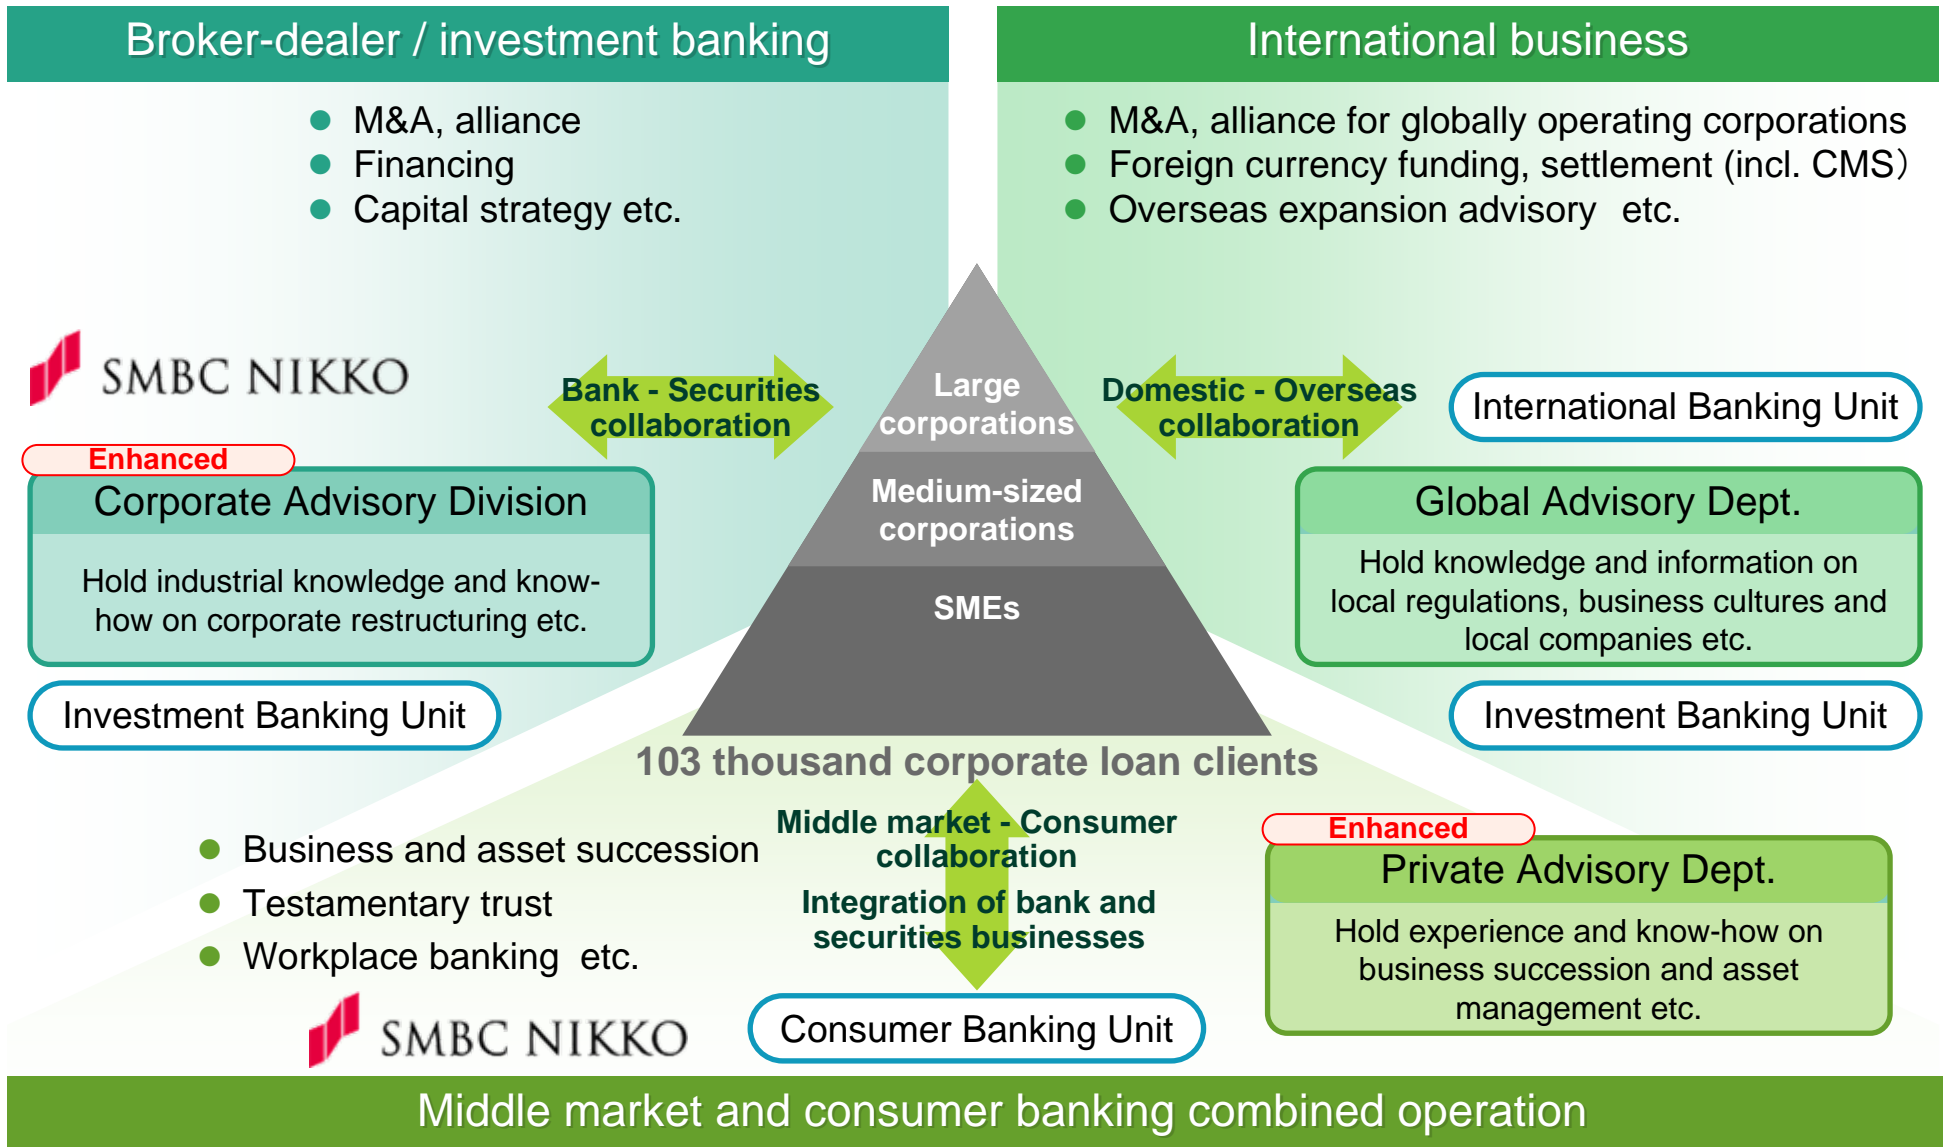 Broker-dealer / investment banking
M&A, alliance
Financing
Capital strategy etc.
International business
M&A, alliance for globally operating corporations
Foreign currency funding, settlement (incl. CMS）
Overseas expansion advisory etc.
SMBC NIKKO
Bank - Securities
collaboration
Large
corporations
Domestic - Overseas
collaboration
International Banking Unit
Enhanced
Corporate Advisory Division
Hold industrial knowledge and know-
how on corporate restructuring etc.
Investment Banking Unit
Medium-sized
corporations
SMEs
Global Advisory Dept.
Hold knowledge and information on
local regulations, business cultures and
local companies etc.
Investment Banking Unit
103 thousand corporate loan clients
Business and asset succession
Testamentary trust
Workplace banking etc.
SMBC NIKKO
Middle market - Consumer
collaboration
Integration of bank and
securities businesses
Consumer Banking Unit
Enhanced
Private Advisory Dept.
Hold experience and know-how on
business succession and asset
management etc.
Middle market and consumer banking combined operation